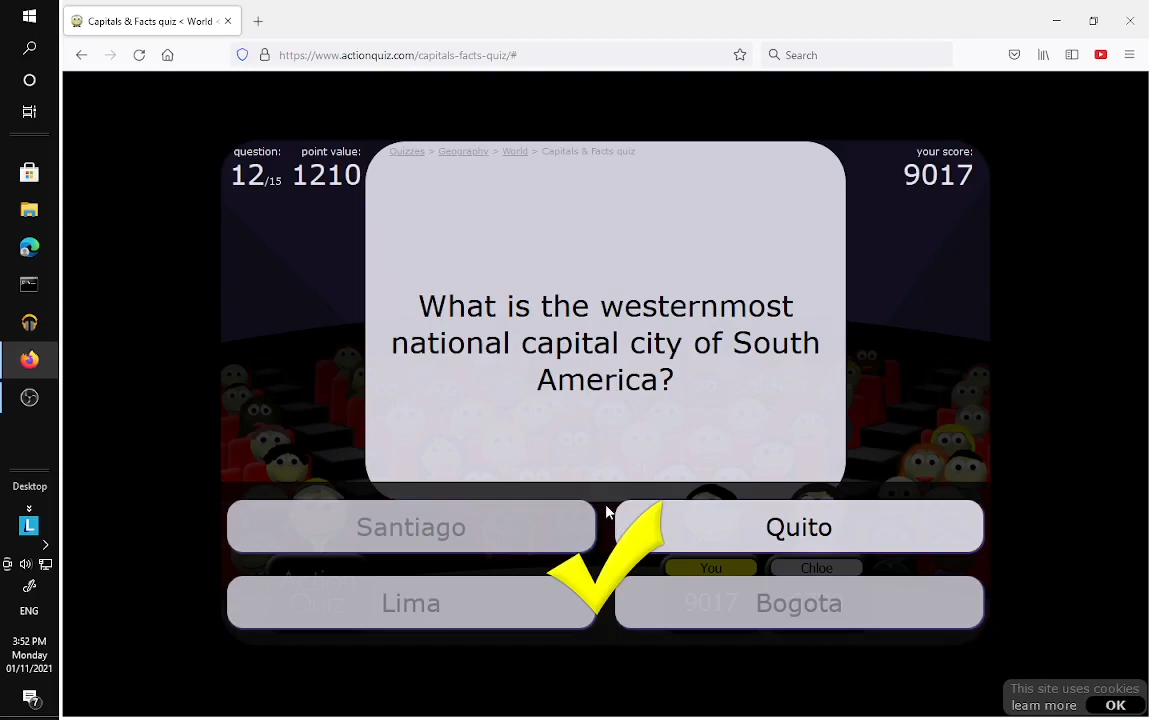 Capitals & Facts quiz < World <
https://www.actionquiz.com/capitals-facts-quiz/#
Search
question:
12/15
point value:
1210
Quizzes > Geography > World > Capitals & Facts quiz
your score:
9017
What is the westernmost
national capital city of South
America?
Santiago
Quito
Lima
Bogota
You
Chloe
Action
Quiz
9017
This site uses cookies
learn more
OK
Desktop
L
ENG
3:52 PM
Monday
01/11/2021
7